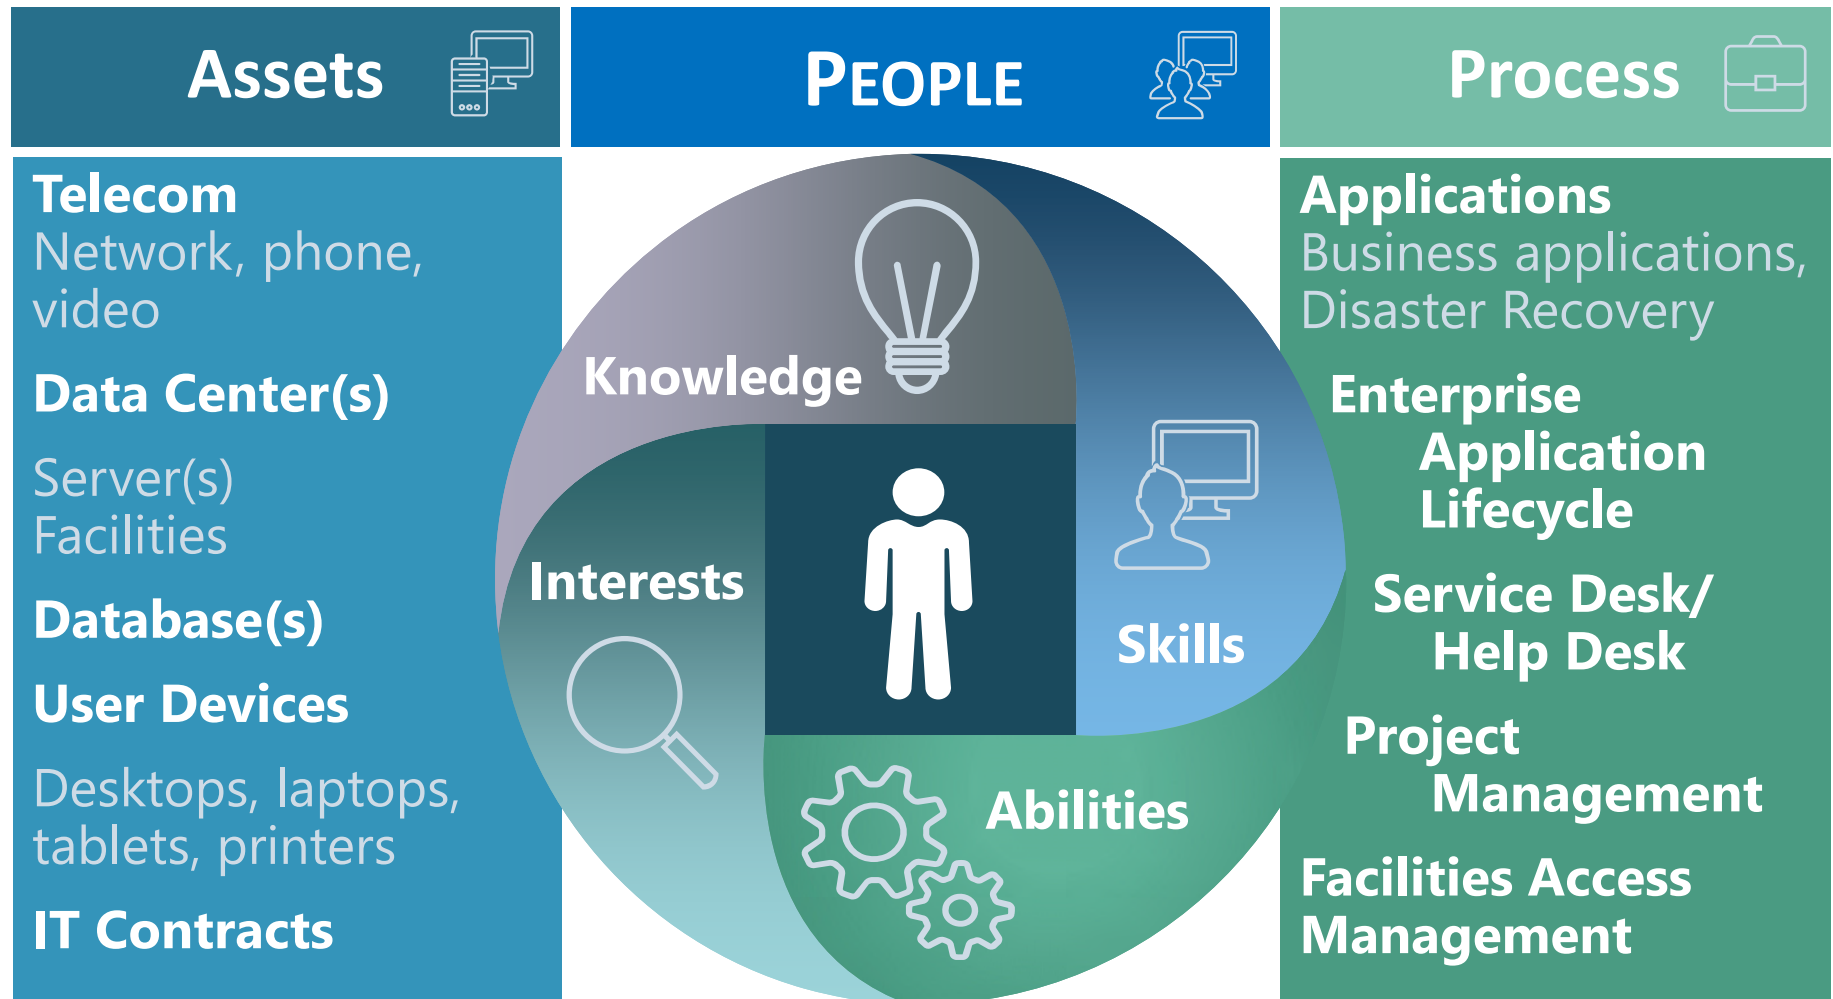 Assets
PEOPLE
Process
Telecom
Network, phone,
video
Data Center(s)
Server(s)
Facilities
Database(s)
User Devices
Desktops, laptops,
tablets, printers
IT Contracts
Knowledge
Interests
Skills
Abilities
Applications
Business applications,
Disaster Recovery
Enterprise
Application
Lifecycle
Service Desk/
Help Desk
Project
Management
Facilities Access
Management